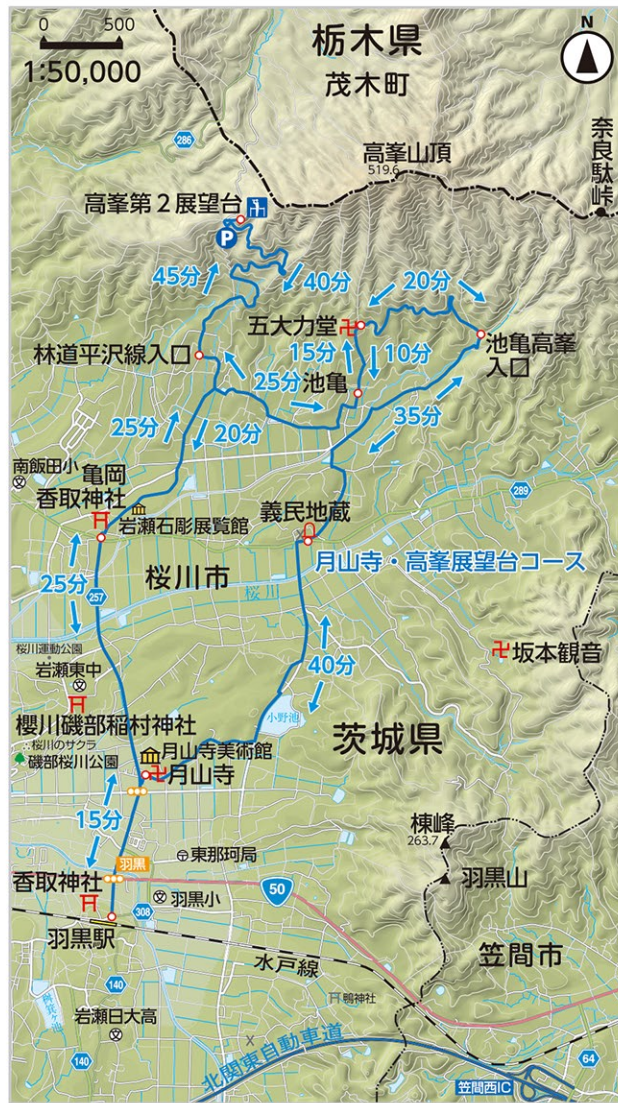 0 500
1:50,000
栃木県
茂木町
N
286
高峯山頂
519.6
奈良駄峠
高峯第2展望台
P
45分
40分
20分
五大力堂
池亀高峯
入口
林道平沢線入口
15分
10分
25分
池亀
35分
25分
20分
南飯田小
文
亀岡
香取神社
岩瀬石彫展覧館
義民地蔵
289
月山寺・高峯展望台コース
桜川市
桜川
25分
257
坂本観音
桜川運動公園
岩瀬東中
文
40分
小野池
櫻川磯部稲村神社
桜川のサクラ
磯部桜川公園
月山寺美術館
月山寺
茨城県
15分
棟峰
263.7
羽黒
東那珂局
羽黒山
香取神社
文
羽黒小
50
308
羽黒駅
水戸線
笠間市
140
鴨神社
岩瀬日大高
文
140
北関東自動車道
64
笠間西IC